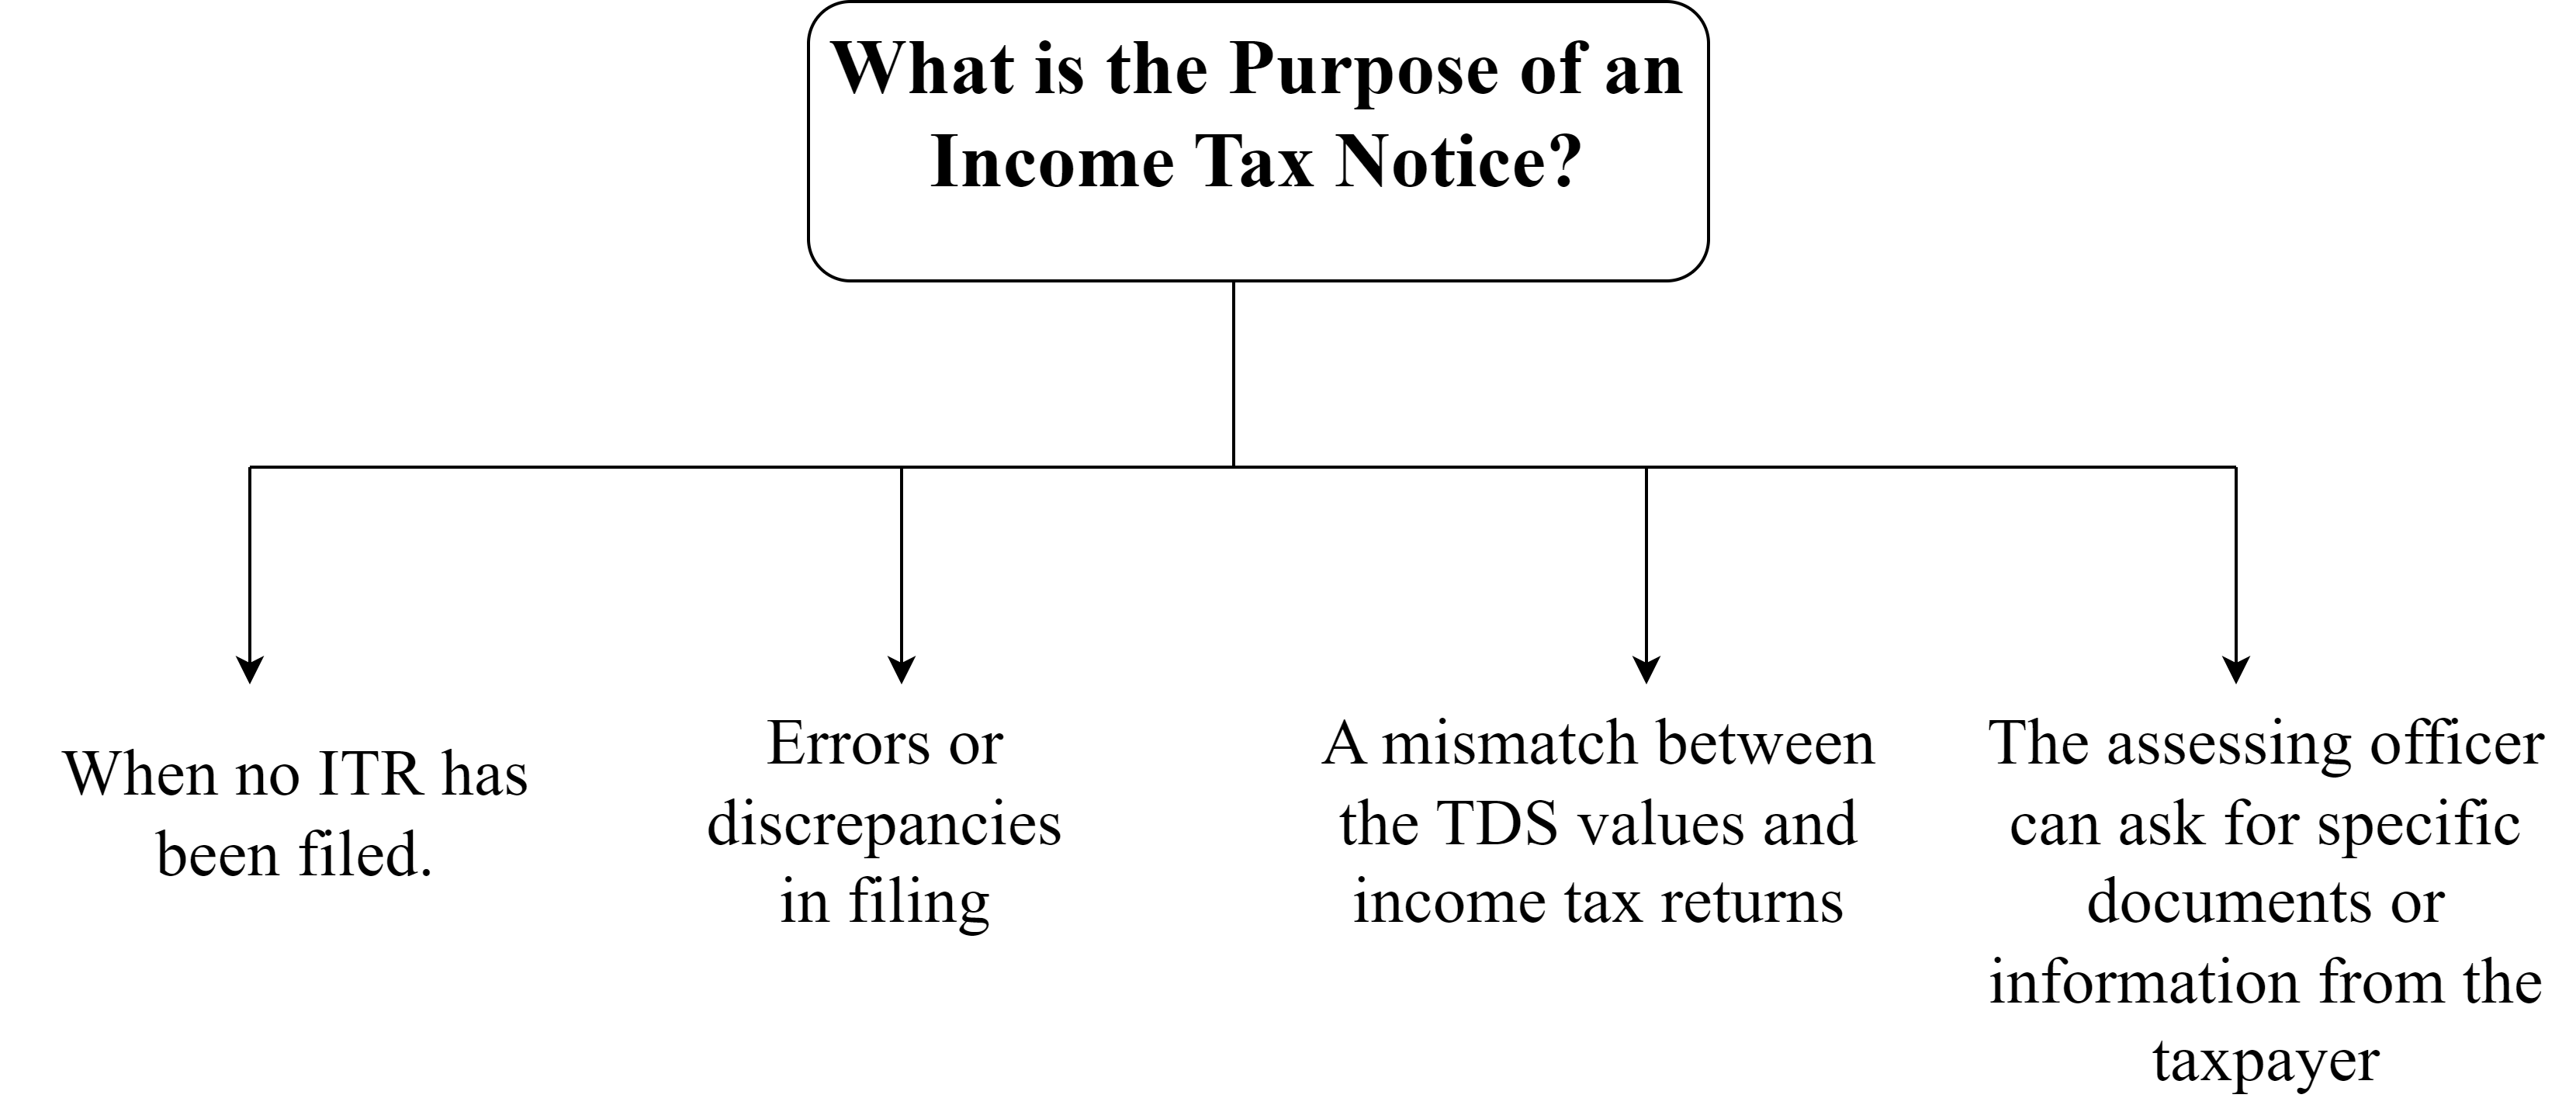 What is the Purpose of an
Income Tax Notice?
When no ITR has
been filed.
Errors or
discrepancies
in filing
A mismatch between
the TDS values and
income tax returns
The assessing officer
can ask for specific
documents or
information from the
taxpayer